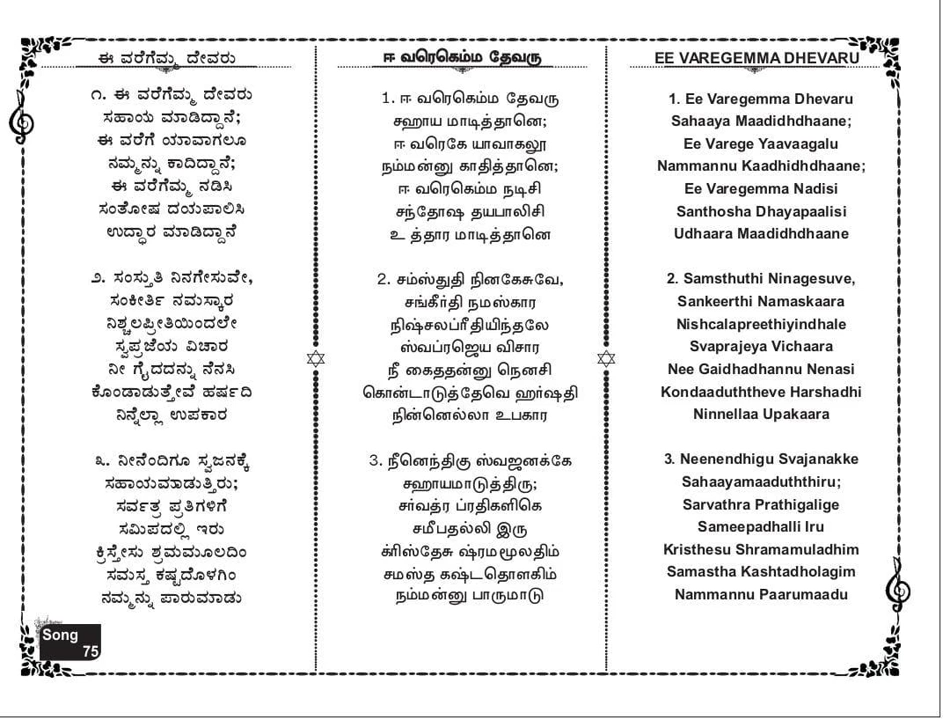 ಈ ವರೆಗೆಮ್ಮ ದೇವರು
೧. ಈ ವರೆಗೆಮ್ಮ ದೇವರು
ಸಹಾಯ ಮಾಡಿದ್ದಾನೆ;
ಈ ವರೆಗೆ ಯಾವಾಗಲೂ
ನಮ್ಮನ್ನು ಕಾದಿದ್ದಾನೆ;
ಈ ವರೆಗೆಮ್ಮ ನಡಿಸಿ
ಸಂತೋಷ ದಯಪಾಲಿಸಿ
ಉದ್ಧಾರ ಮಾಡಿದ್ದಾನೆ
೨. ಸಂಸ್ತುತಿ ನಿನಗೇಸುವೇ,
ಸಂಕೀರ್ತಿ ನಮಸ್ಕಾರ
ನಿಶ್ಚಲಪ್ರೀತಿಯಿಂದಲೇ
ಸ್ವಪ್ರಜೆಯ ವಿಚಾರ
ನೀ ಗೈದದನ್ನು ನೆನಸಿ
ಕೊಂಡಾಡುತ್ತೇವೆ ಹರ್ಷದಿ
ನಿನ್ನೆಲ್ಲಾ ಉಪಕಾರ
೩. ನೀನೆಂದಿಗೂ ಸ್ವಜನಕ್ಕೆ
ಸಹಾಯಮಾಡುತ್ತಿರು;
ಸರ್ವತ್ರ ಪ್ರತಿಗಳಿಗೆ
ಸಮಿಪದಲ್ಲಿ ಇರು
ಕ್ರಿಸ್ತೇಸು ಶ್ರಮಮೂಲದಿಂ
ಸಮಸ್ತ ಕಷ್ಟದೊಳಗಿಂ
ನಮ್ಮನ್ನು ಪಾರುಮಾಡು
ஈ வரெகெம்ம தேவரு
1. ஈ வரெகெம்ம தேவரு
சஹாய மாடித்தானெ;
ஈ வரெகே யாவாகலூ
நம்மன்னு காதித்தானெ;
ஈ வரெகெம்ம நடிசி
சந்தோஷ தயபாலிசி
உத்தார மாடித்தானெ
2. சம்ஸ்துதி நினகேசுவே,
சங்கீர்தி நமஸ்கார
நிஷ்சலப்ரீதியிந்தலே
ஸ்வப்ரஜெய விசார
நீ கைததன்னு நெனசி
கொன்டாடுத்தேவெ ஹர்ஷதி
நின்னெல்லா உபகார
3. நீனெந்திகு ஸ்வஜனக்கே
சஹாயமாடுத்திரு;
சர்வத்ர ப்ரதிகளிகெ
சமீபதல்லி இரு
க்ரிஸ்தேசு ஷ்ரமமூலதிம்
சமஸ்த கஷ்டதொளகிம்
நம்மன்னு பாருமாடு
EE VAREGEMMA DHEVARU
1. Ee Varegemma Dhevaru
Sahaaya Maadidhdhaane;
Ee Varege Yaavaagalu
Nammannu Kaadhidhdhaane;
Ee Varegemma Nadisi
Santhosha Dhayapaalisi
Udhaara Maadidhdhaane
2. Samsthuthi Ninagesuve,
Sankeerthi Namaskaara
Nishcalapreethiyindhale
Svaprajeya Vichaara
Nee Gaidhadhannu Nenasi
Kondaaduththeve Harshadhi
Ninnellaa Upakaara
3. Neenendhigu Svajanakke
Sahaayamaaduththiru;
Sarvathra Prathigalige
Sameepadhalli Iru
Kristhesu Shramamuladhim
Samastha Kashtadholagim
Nammannu Paarumaadu
Song
75